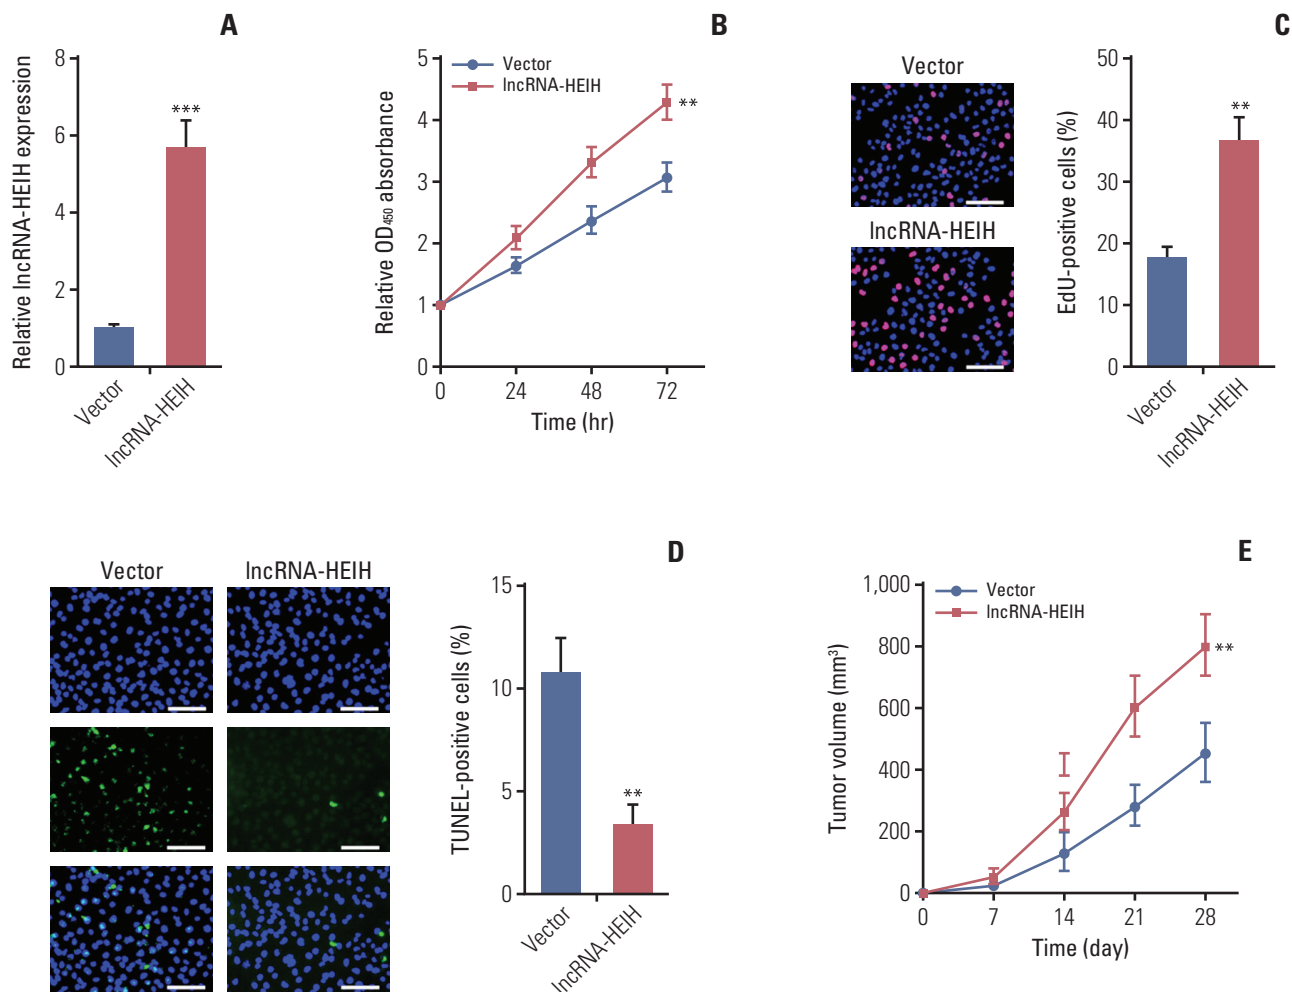 A
Relative lncRNA-HEIH expression
8
6
4
2
0
***
Vector
lncRNA-HEIH
B
Relative OD450 absorbance
5
4
3
2
1
0
Vector
lncRNA-HEIH
**
0 24 48 72
Time (hr)
C
Vector
lncRNA-HEIH
EdU-positive cells (%)
50
40
30
20
10
0
**
Vector
lncRNA-HEIH
D
Vector lncRNA-HEIH
TUNEL-positive cells (%)
15
10
5
0
**
Vector
lncRNA-HEIH
E
Tumor volume (mm³)
1,000
800
600
400
200
0
Vector
lncRNA-HEIH
**
0 7 14 21 28
Time (day)